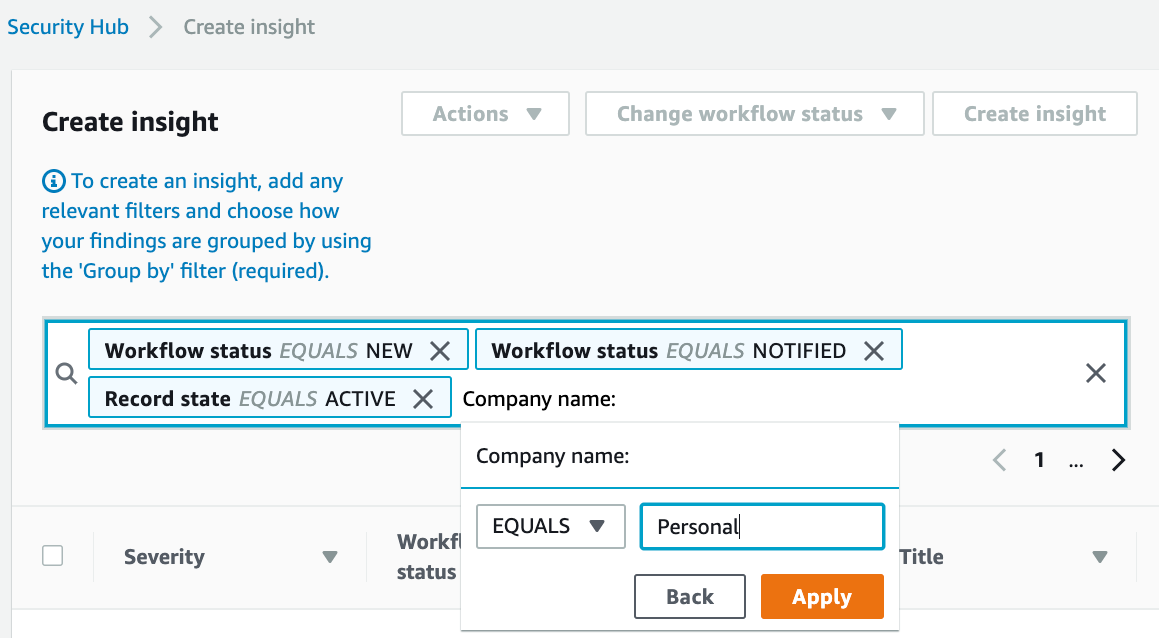 Security Hub
Create insight
Create insight
Actions
Change workflow status
Create insight
To create an insight, add any
relevant filters and choose how
your findings are grouped by using
the 'Group by' filter (required).
Workflow status EQUALS NEW
Workflow status EQUALS NOTIFIED
Record state EQUALS ACTIVE
Company name:
Company name:
1 ...
EQUALS
Personal
Back
Apply
Severity
Workfl
status
Title